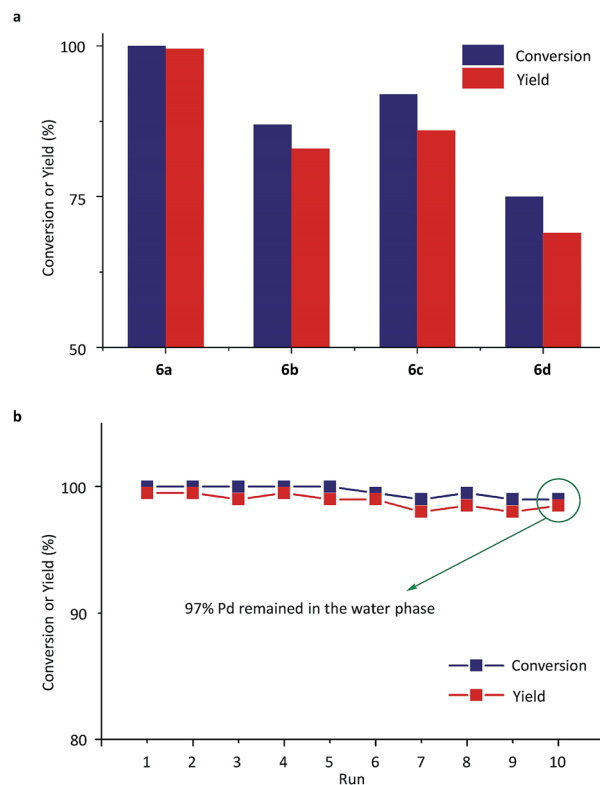 a
Conversion or Yield (%)
100
75
50
Conversion
Yield
6a 6b 6c 6d
b
Conversion or Yield (%)
100
90
80
97% Pd remained in the water phase
Conversion
Yield
1 2 3 4 5 6 7 8 9 10
Run